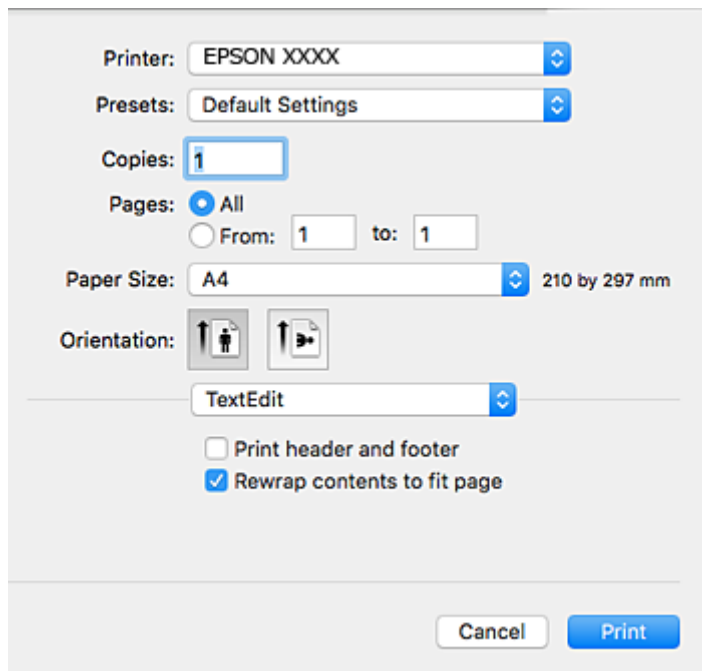 Printer: EPSON XXXX
Presets: Default Settings
Copies: 1
Pages: All
From: 1 to: 1
Paper Size: A4 210 by 297 mm
Orientation:
TextEdit
Print header and footer
Rewrap contents to fit page
Cancel Print